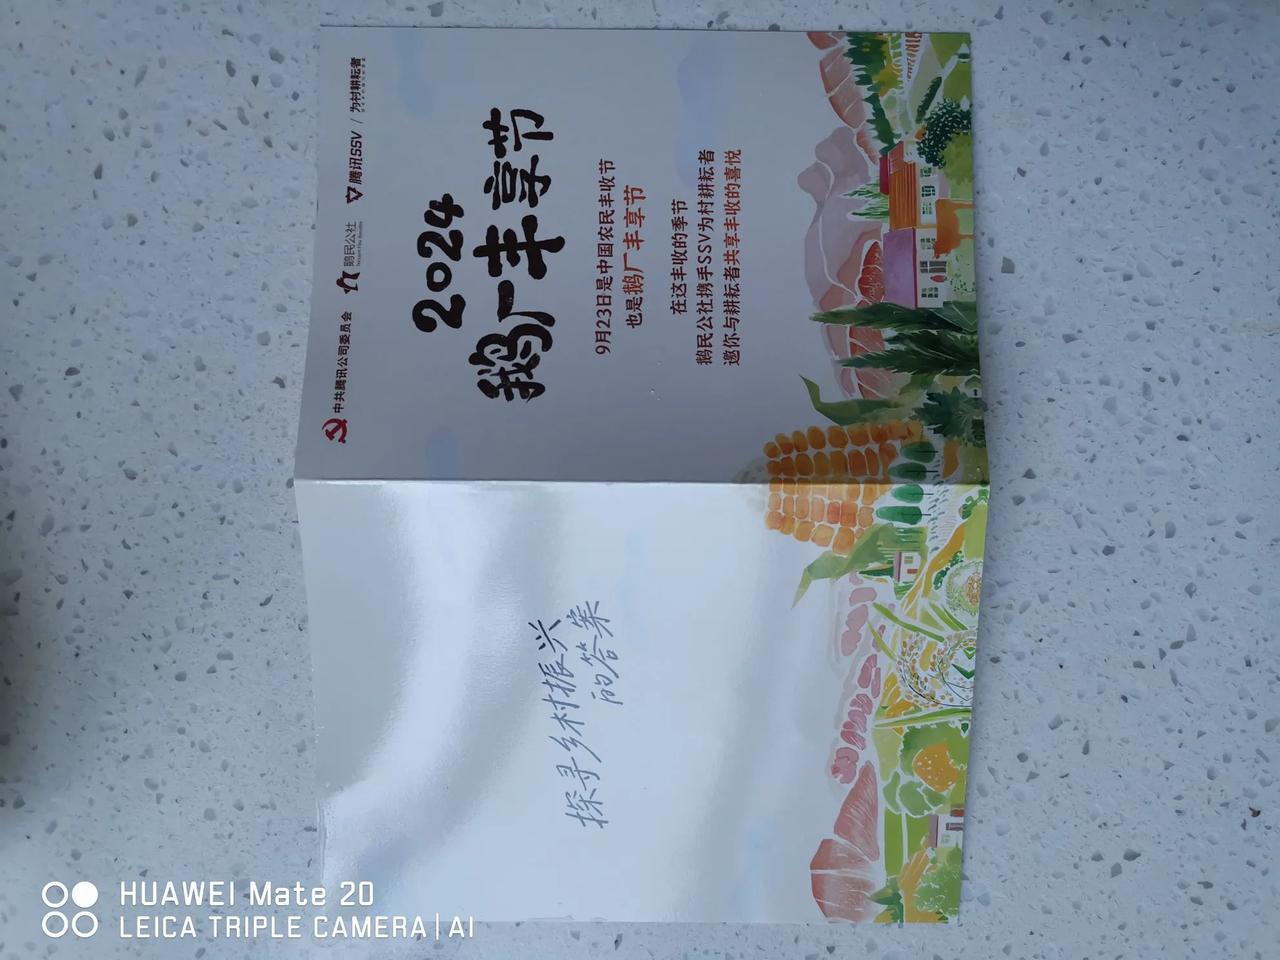 中共腾讯公司委员会 鹅民公社 腾讯SSV / 为村耕耘者
2024
鹅厂丰享节
9月23日是中国农民丰收节
也是鹅厂丰享节
在这丰收的季节
鹅民公社携手SSV为村耕耘者
邀你与耕耘者共享丰收的喜悦
探寻乡村振兴
的答案
HUAWEI Mate 20
LEICA TRIPLE CAMERA | AI